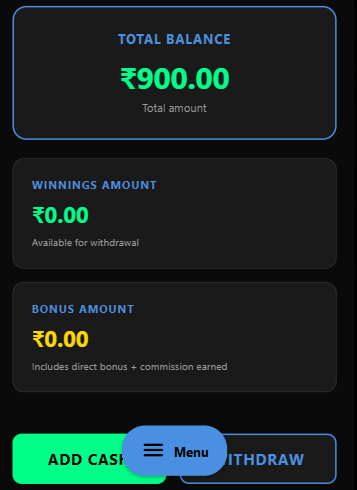 TOTAL BALANCE
₹900.00
Total amount
WINNINGS AMOUNT
₹0.00
Available for withdrawal
BONUS AMOUNT
₹0.00
Includes direct bonus + commission earned
ADD CASH
Menu
WITHDRAW